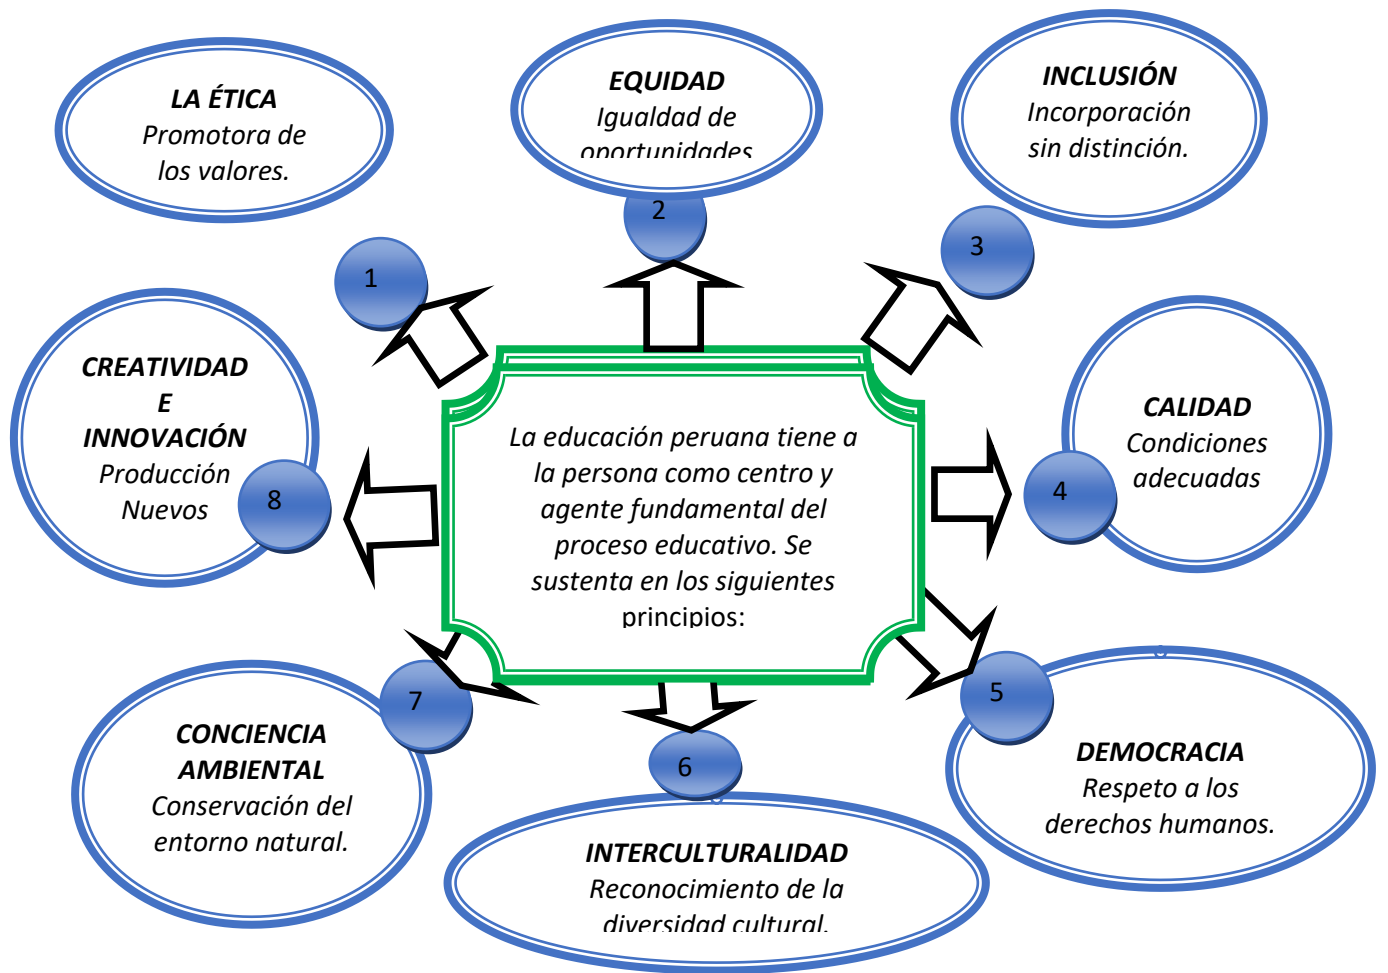 LA ÉTICA
Promotora de
los valores.
1
EQUIDAD
Igualdad de
oportunidades
2
INCLUSIÓN
Incorporación
sin distinción.
3
CALIDAD
Condiciones
adecuadas
4
La educación peruana tiene a
la persona como centro y
agente fundamental del
proceso educativo. Se
sustenta en los siguientes
principios:
5
DEMOCRACIA
Respeto a los
derechos humanos.
6
INTERCULTURALIDAD
Reconocimiento de la
diversidad cultural.
7
CONCIENCIA
AMBIENTAL
Conservación del
entorno natural.
CREATIVIDAD
E
INNOVACIÓN
Producción
Nuevos
8